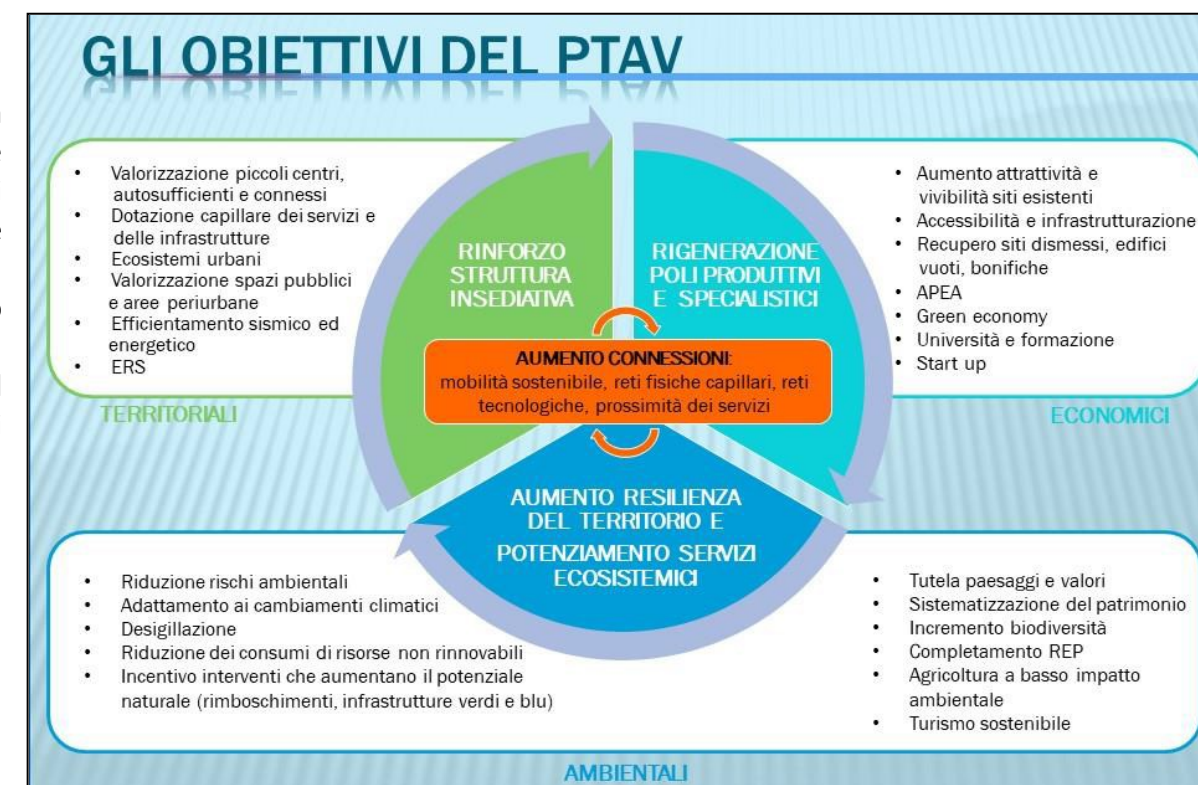 GLI OBIETTIVI DEL PTAV
• Valorizzazione piccoli centri,
autosufficienti e connessi
• Dotazione capillare dei servizi e
delle infrastrutture
• Ecosistemi urbani
• Valorizzazione spazi pubblici
e aree periurbane
• Efficientamento sismico ed
energetico
• ERS
TERRITORIALI
RINFORZO
STRUTTURA
INSEDIATIVA
RIGENERAZIONE
POLI PRODUTTIVI
E SPECIALISTICI
• Aumento attrattività e
vivibilità siti esistenti
• Accessibilità e infrastrutturazione
• Recupero siti dismessi, edifici
vuoti, bonifiche
• APEA
• Green economy
• Università e formazione
• Start up
ECONOMICI
AUMENTO CONNESSIONI:
mobilità sostenibile, reti fisiche capillari, reti
tecnologiche, prossimità dei servizi
AUMENTO RESILIENZA
DEL TERRITORIO E
POTENZIAMENTO SERVIZI
ECOSISTEMICI
• Riduzione rischi ambientali
• Adattamento ai cambiamenti climatici
• Desigillazione
• Riduzione dei consumi di risorse non rinnovabili
• Incentivo interventi che aumentano il potenziale
naturale (rimboschimenti, infrastrutture verdi e blu)
• Tutela paesaggi e valori
• Sistematizzazione del patrimonio
• Incremento biodiversità
• Completamento REP
• Agricoltura a basso impatto
ambientale
• Turismo sostenibile
AMBIENTALI